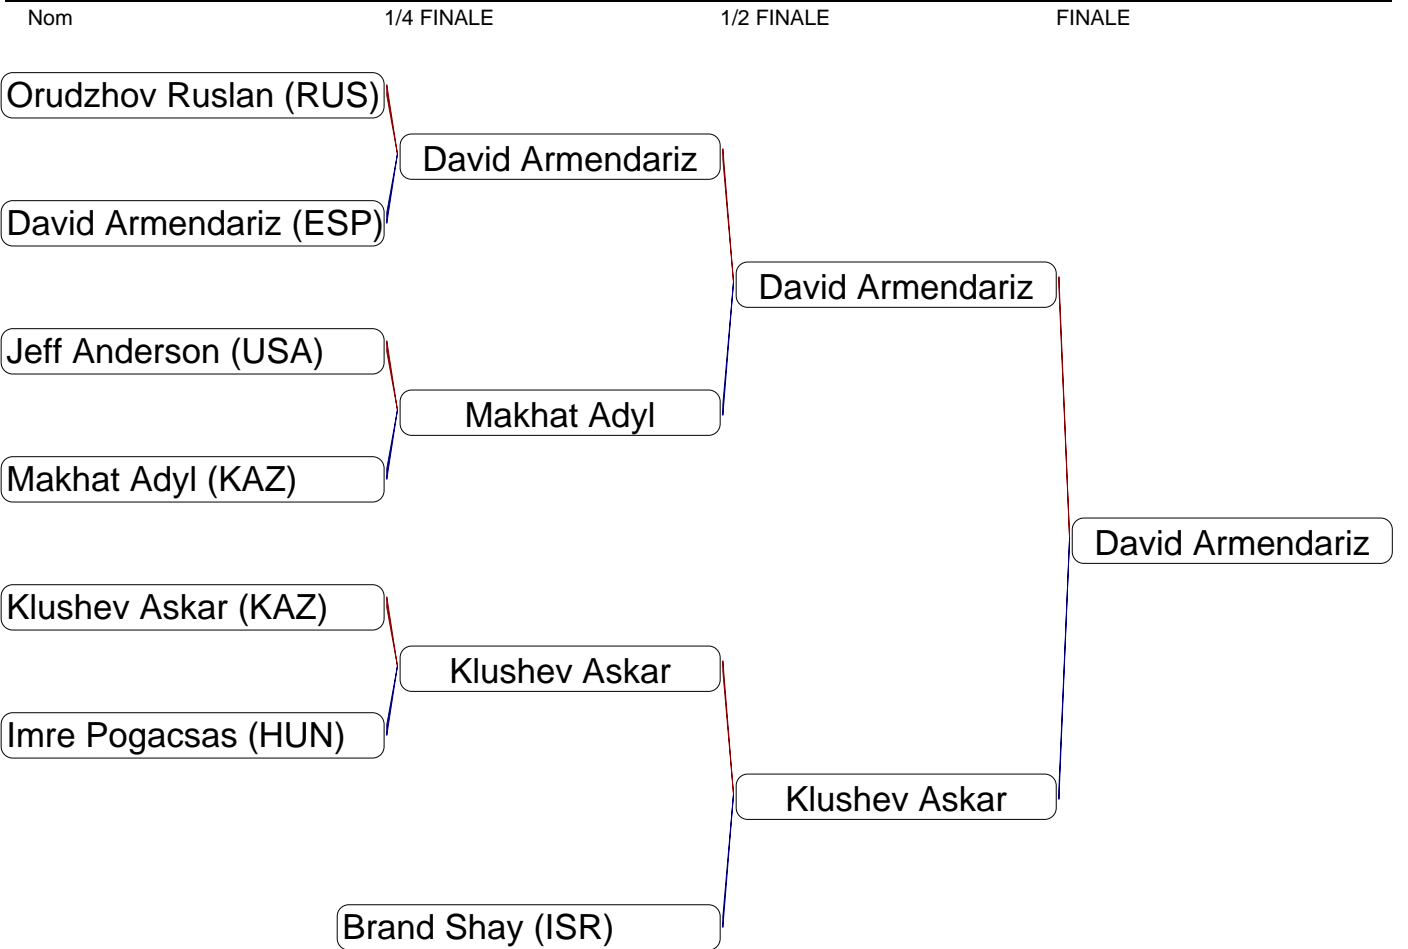 Nom 1/4 FINALE 1/2 FINALE FINALE
Orudzhov Ruslan (RUS)
David Armendariz
David Armendariz (ESP)
David Armendariz
Jeff Anderson (USA)
Makhat Adyl
Makhat Adyl (KAZ)
David Armendariz
Klushev Askar (KAZ)
Klushev Askar
Imre Pogacsas (HUN)
Klushev Askar
Brand Shay (ISR)